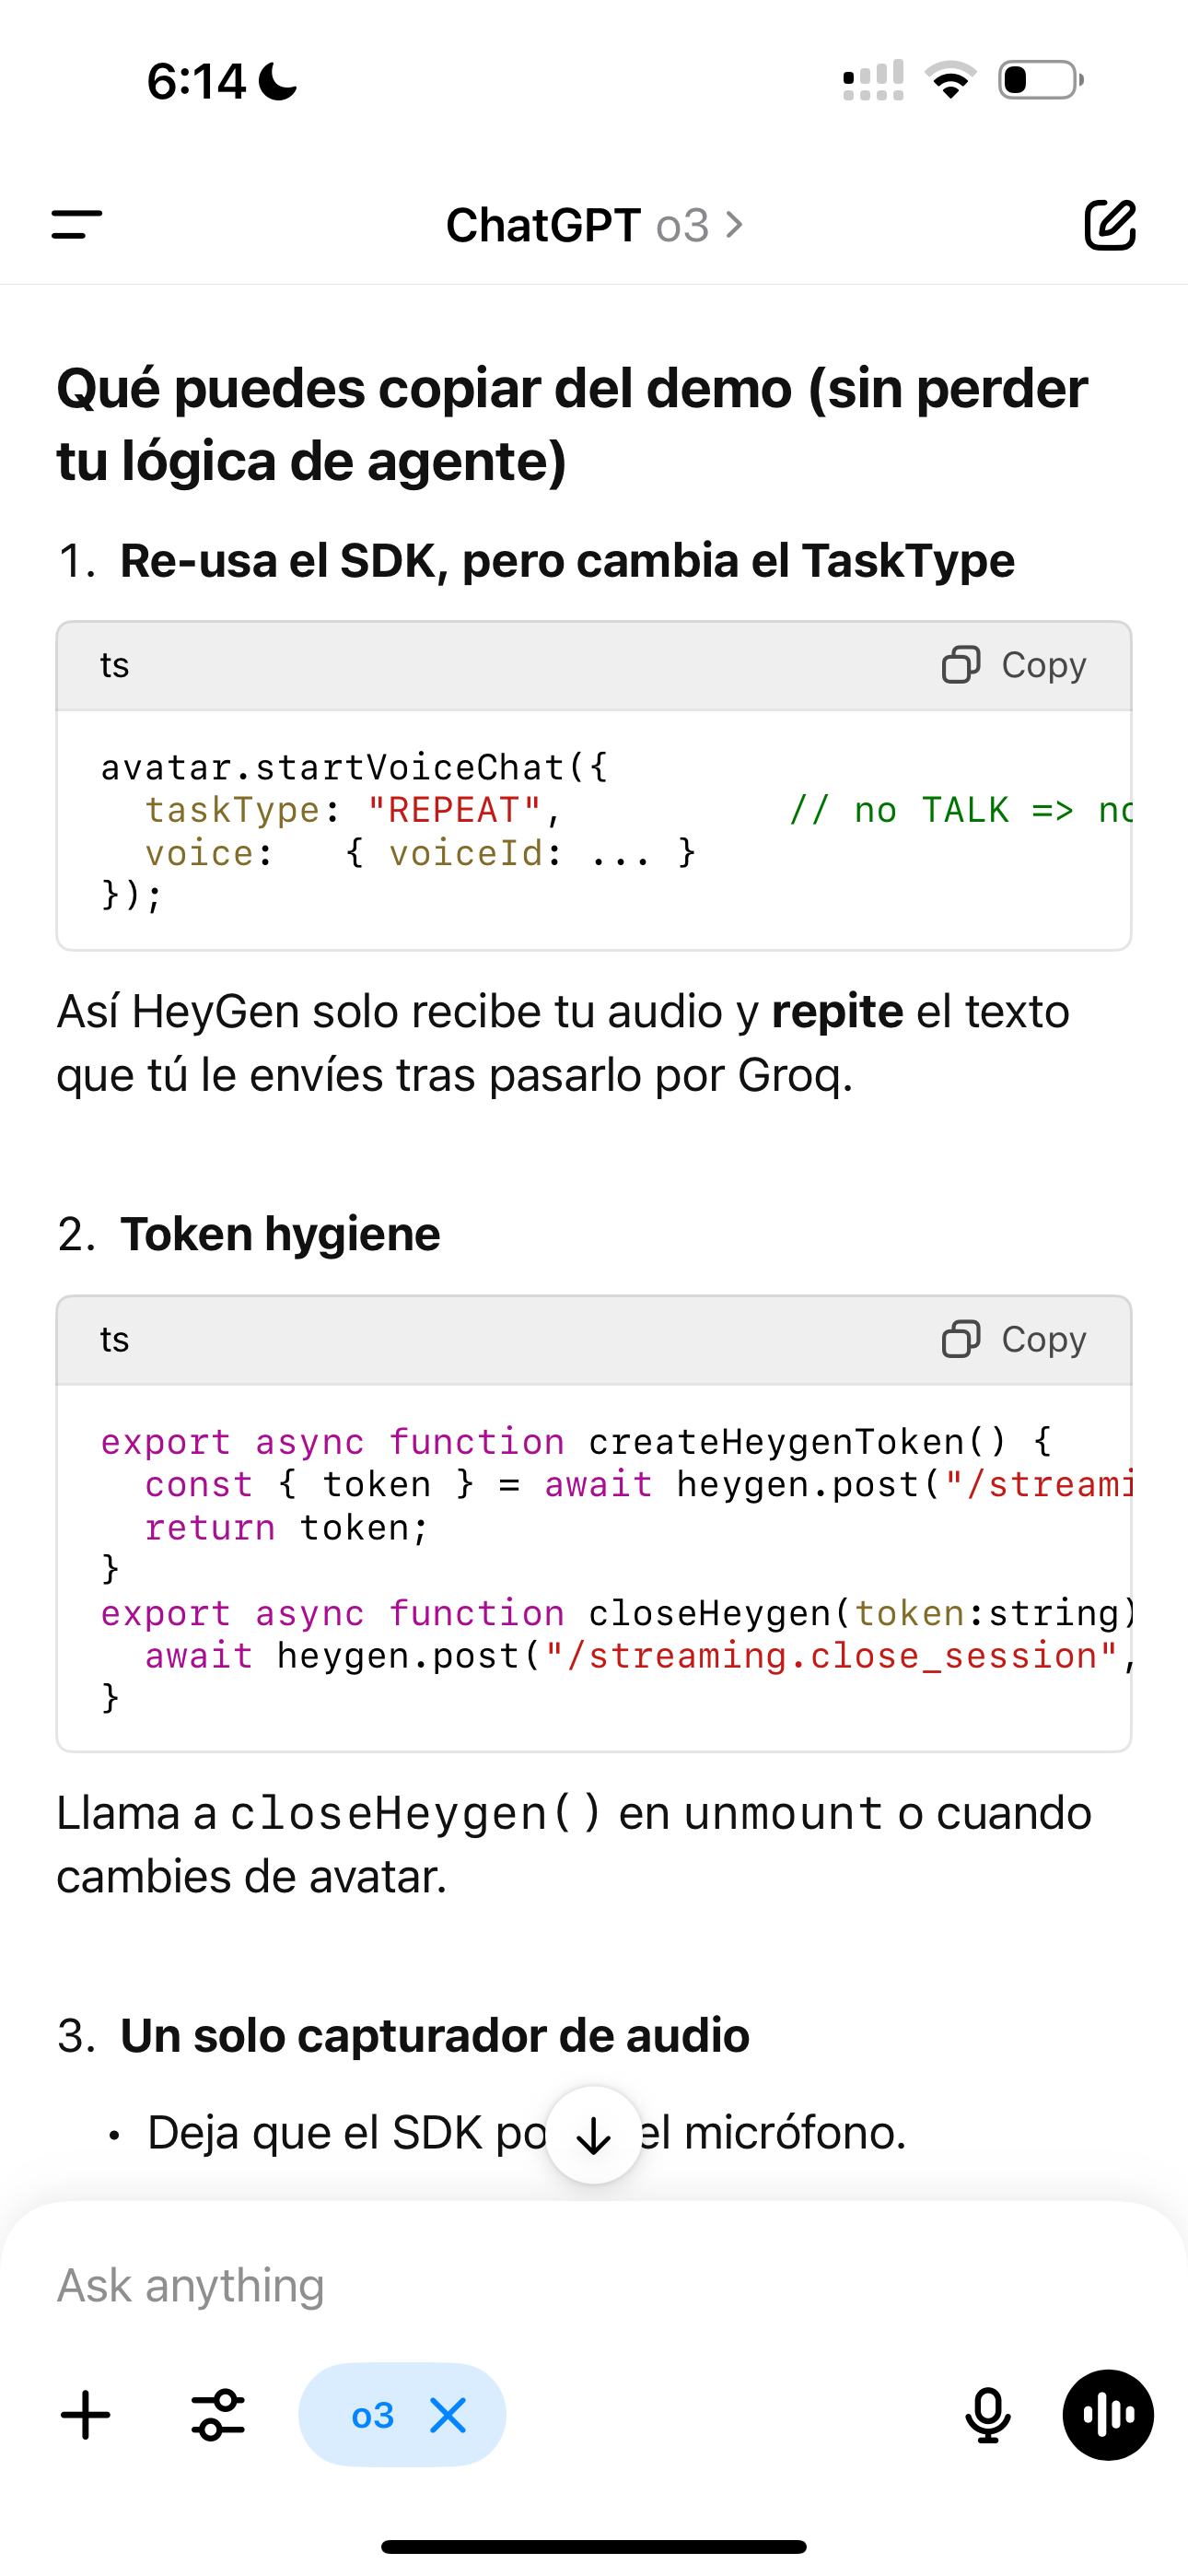 6:14
ChatGPT o3 >
Qué puedes copiar del demo (sin perder
tu lógica de agente)
1. Re-usa el SDK, pero cambia el TaskType
ts Copy
avatar.startVoiceChat({
  taskType: "REPEAT",          // no TALK => no
  voice:   { voiceId: ... }
});
Así HeyGen solo recibe tu audio y repite el texto
que tú le envíes tras pasarlo por Groq.
2. Token hygiene
ts Copy
export async function createHeygenToken() {
  const { token } = await heygen.post("/streami
  return token;
}
export async function closeHeygen(token:string)
  await heygen.post("/streaming.close_session",
}
Llama a closeHeygen() en unmount o cuando
cambies de avatar.
3. Un solo capturador de audio
• Deja que el SDK el micrófono.
Ask anything
o3